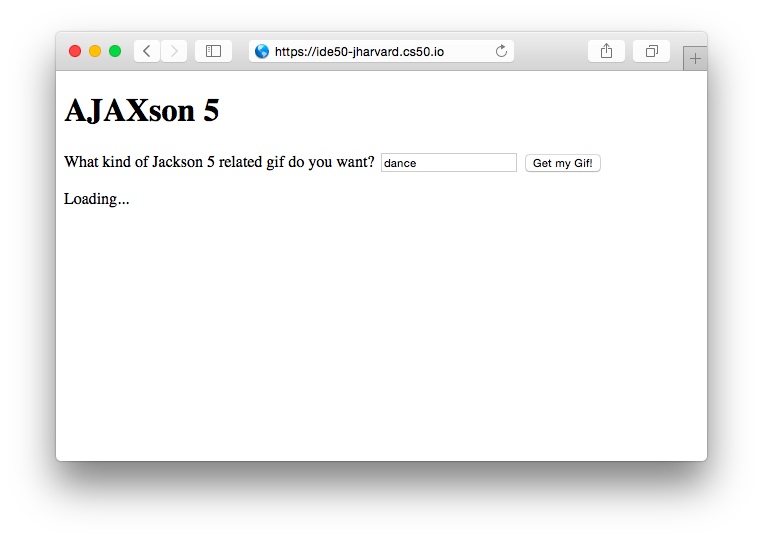 https://ide50-jharvard.cs50.io
AJAXson 5
What kind of Jackson 5 related gif do you want? dance Get my Gif!
Loading...